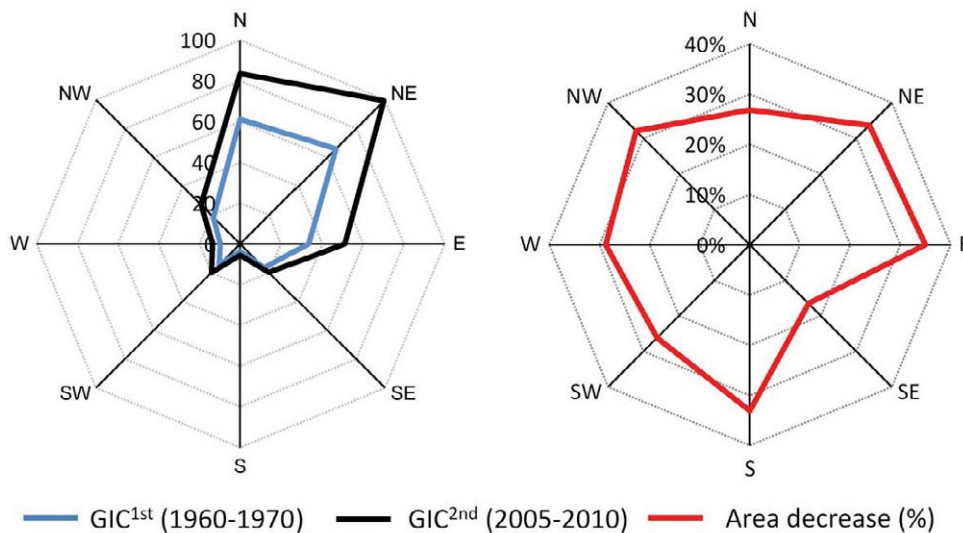 N
100
80
60
40
20
0
NE
E
SE
S
SW
W
NW
N
40%
30%
20%
10%
0%
NE
E
SE
S
SW
W
NW
GIC1st (1960-1970) GIC2nd (2005-2010) Area decrease (%)